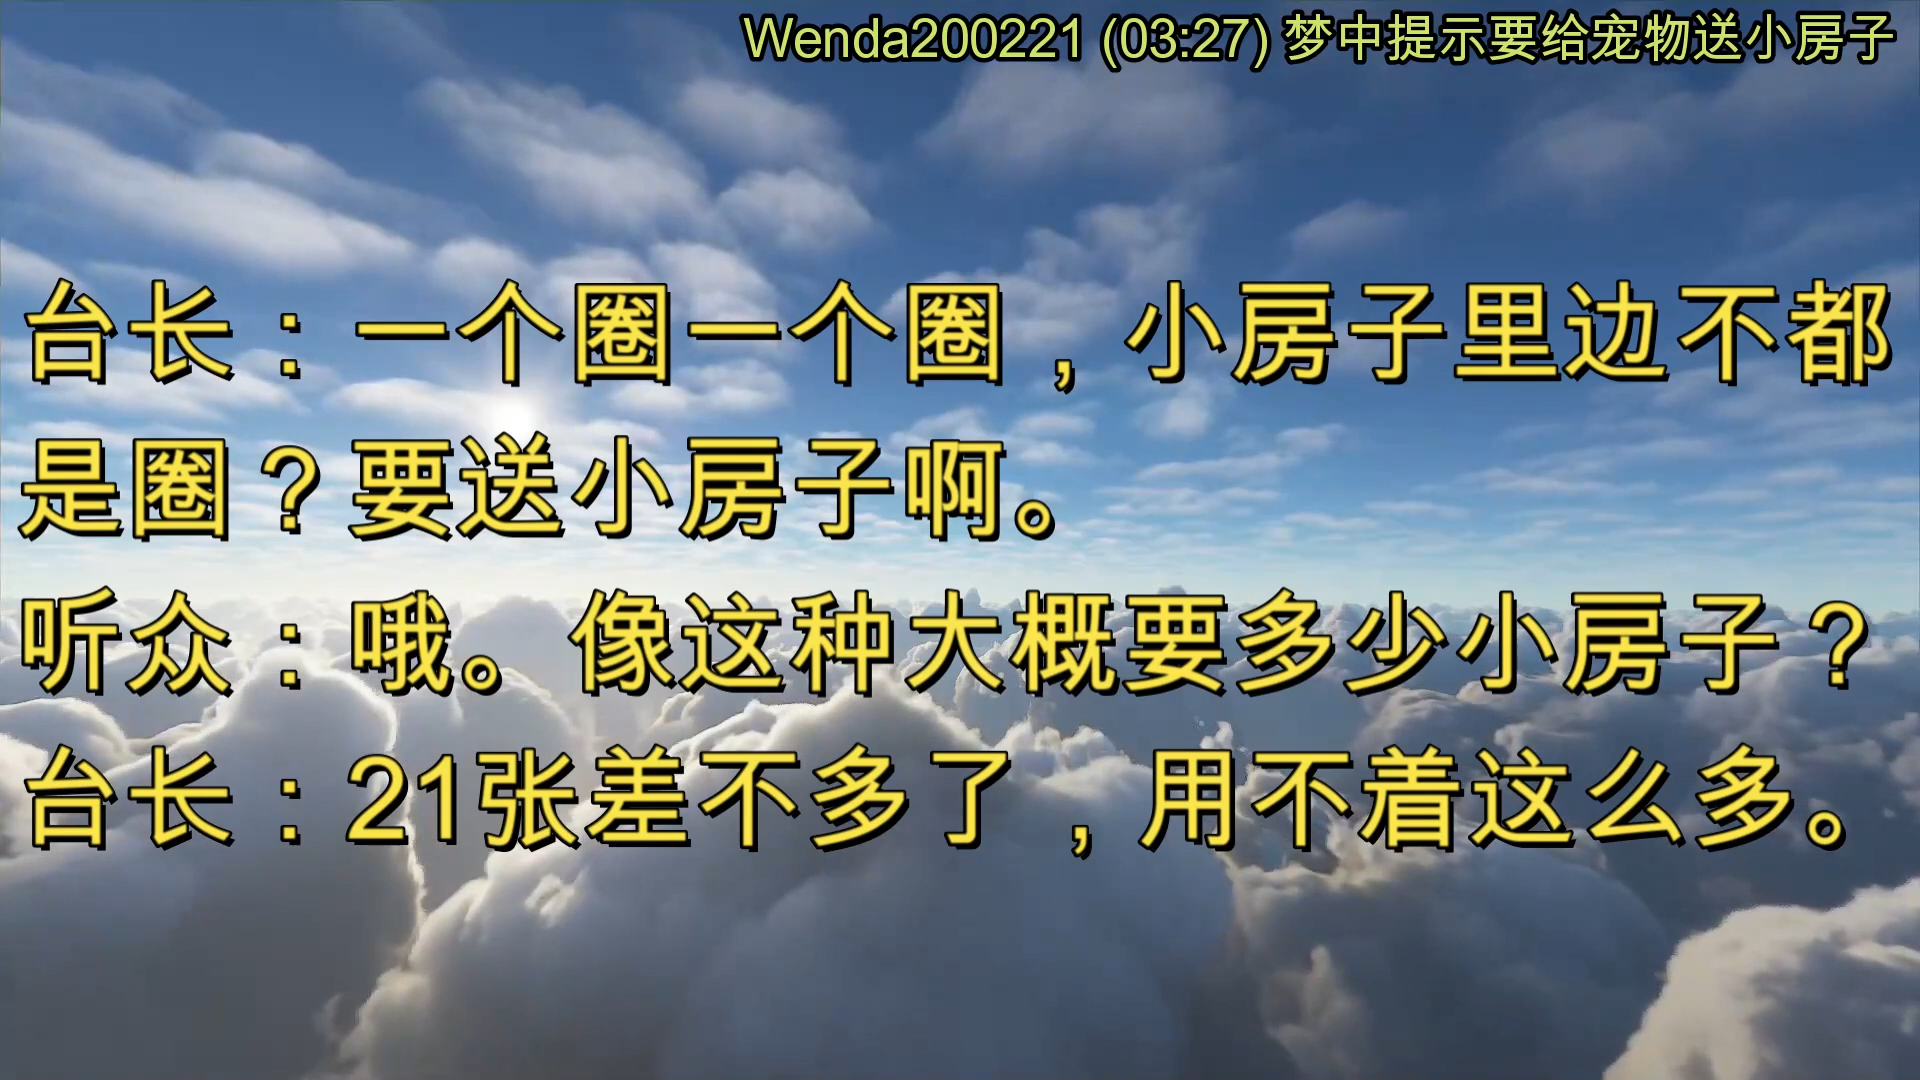 Wenda200221 (03:27) 梦中提示要给宠物送小房子
台长：一个圈一个圈，小房子里边不都
是圈？要送小房子啊。
听众：哦。像这种大概要多少小房子？
台长：21张差不多了，用不着这么多。